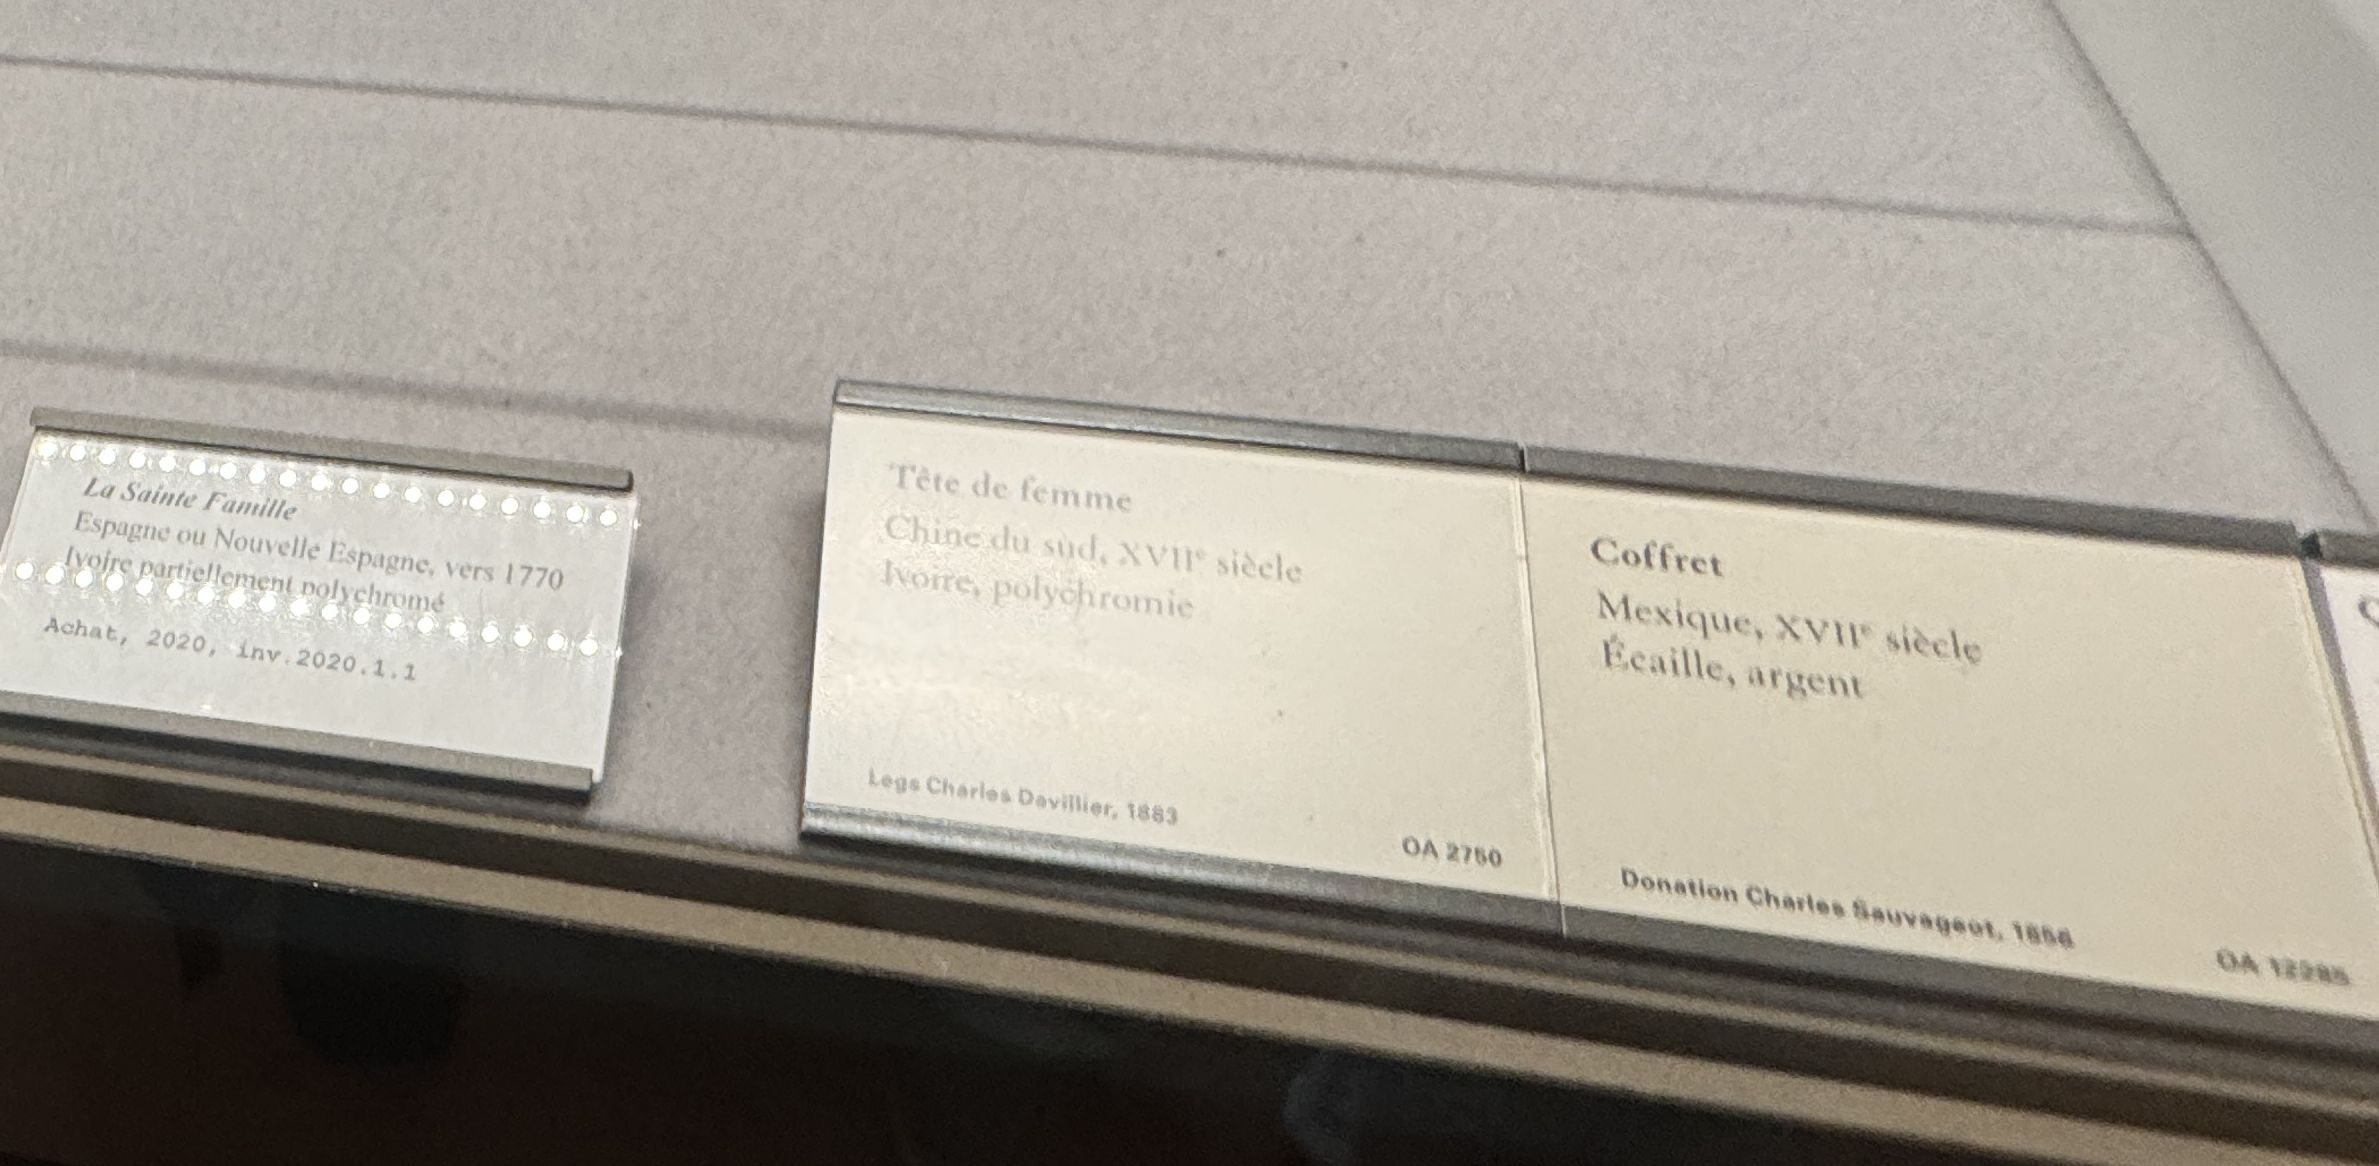 La Sainte Famille
Espagne ou Nouvelle Espagne, vers 1770
Ivoire partiellement polychromé
Achat, 2020, inv.2020.1.1
Tête de femme
Chine du sud, XVIIᵉ siècle
Ivoire, polychromie
Legs Charles Davillier, 1883
OA 2750
Coffret
Mexique, XVIIᵉ siècle
Écaille, argent
Donation Charles Sauvageot, 1856
OA